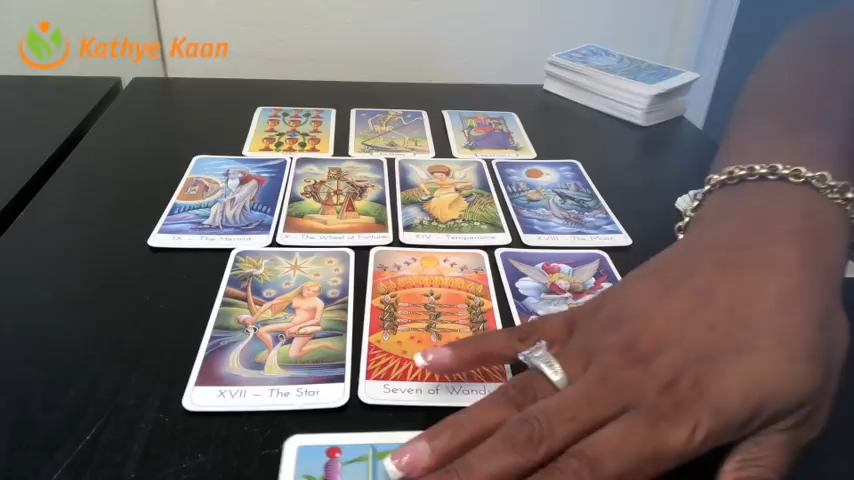 Kathye Kaan
IX - The Hermit
X - The Wheel of Fortune
XIV - Temperance
XVIII - The Moon
XVII - The Star
Seven of Wands